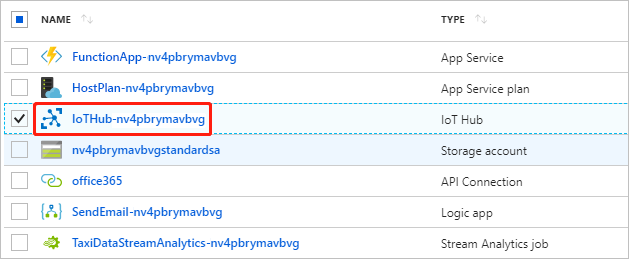 NAME TYPE
FunctionApp-nv4pbrymavbvg App Service
HostPlan-nv4pbrymavbvg App Service plan
IoTHub-nv4pbrymavbvg IoT Hub
nv4pbrymavbvgstandardsa Storage account
office365 API Connection
SendEmail-nv4pbrymavbvg Logic app
TaxiDataStreamAnalytics-nv4pbrymavbvg Stream Analytics job